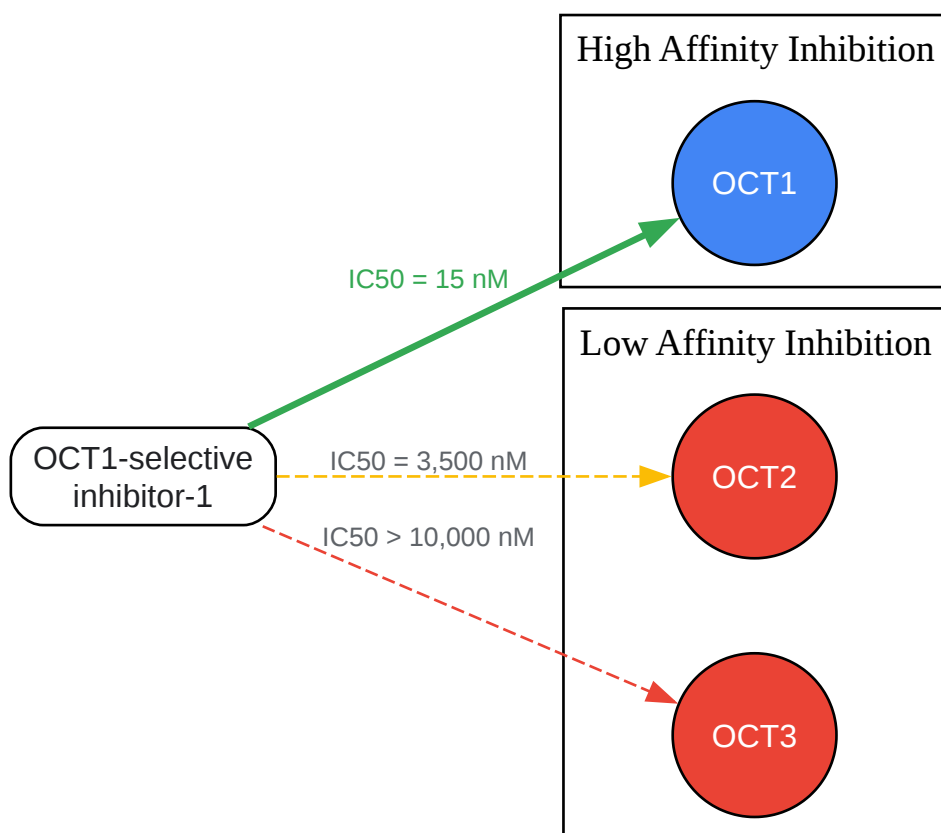 High Affinity Inhibition
OCT1
IC50 = 15 nM
Low Affinity Inhibition
OCT1-selective
inhibitor-1
IC50 = 3,500 nM
OCT2
IC50 > 10,000 nM
OCT3